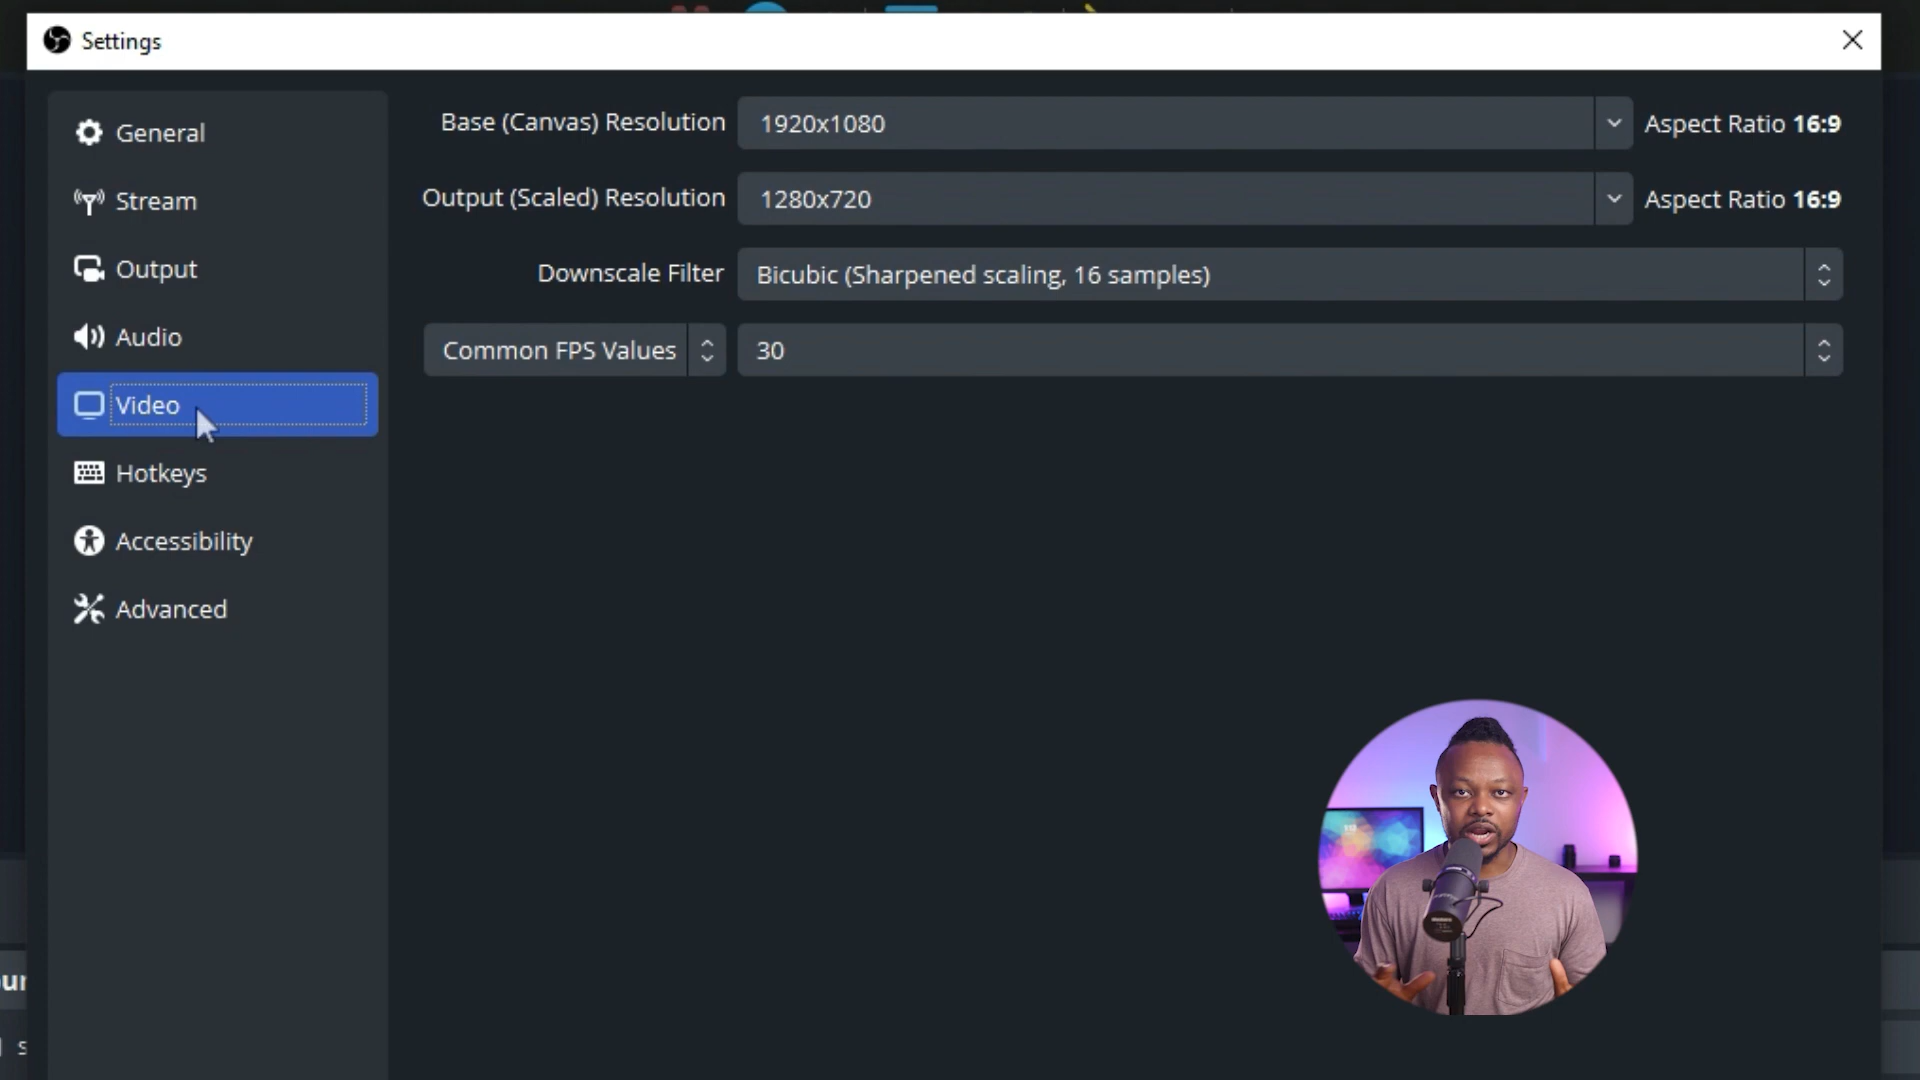 Settings
General
Stream
Output
Audio
Video
Hotkeys
Accessibility
Advanced
Base (Canvas) Resolution 1920x1080 Aspect Ratio 16:9
Output (Scaled) Resolution 1280x720 Aspect Ratio 16:9
Downscale Filter Bicubic (Sharpened scaling, 16 samples)
Common FPS Values 30